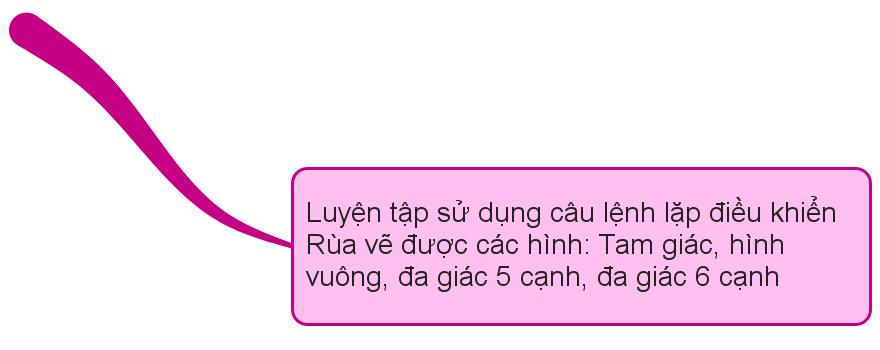 Luyện tập sử dụng câu lệnh lặp điều khiển
Rùa vẽ được các hình: Tam giác, hình
vuông, đa giác 5 cạnh, đa giác 6 cạnh